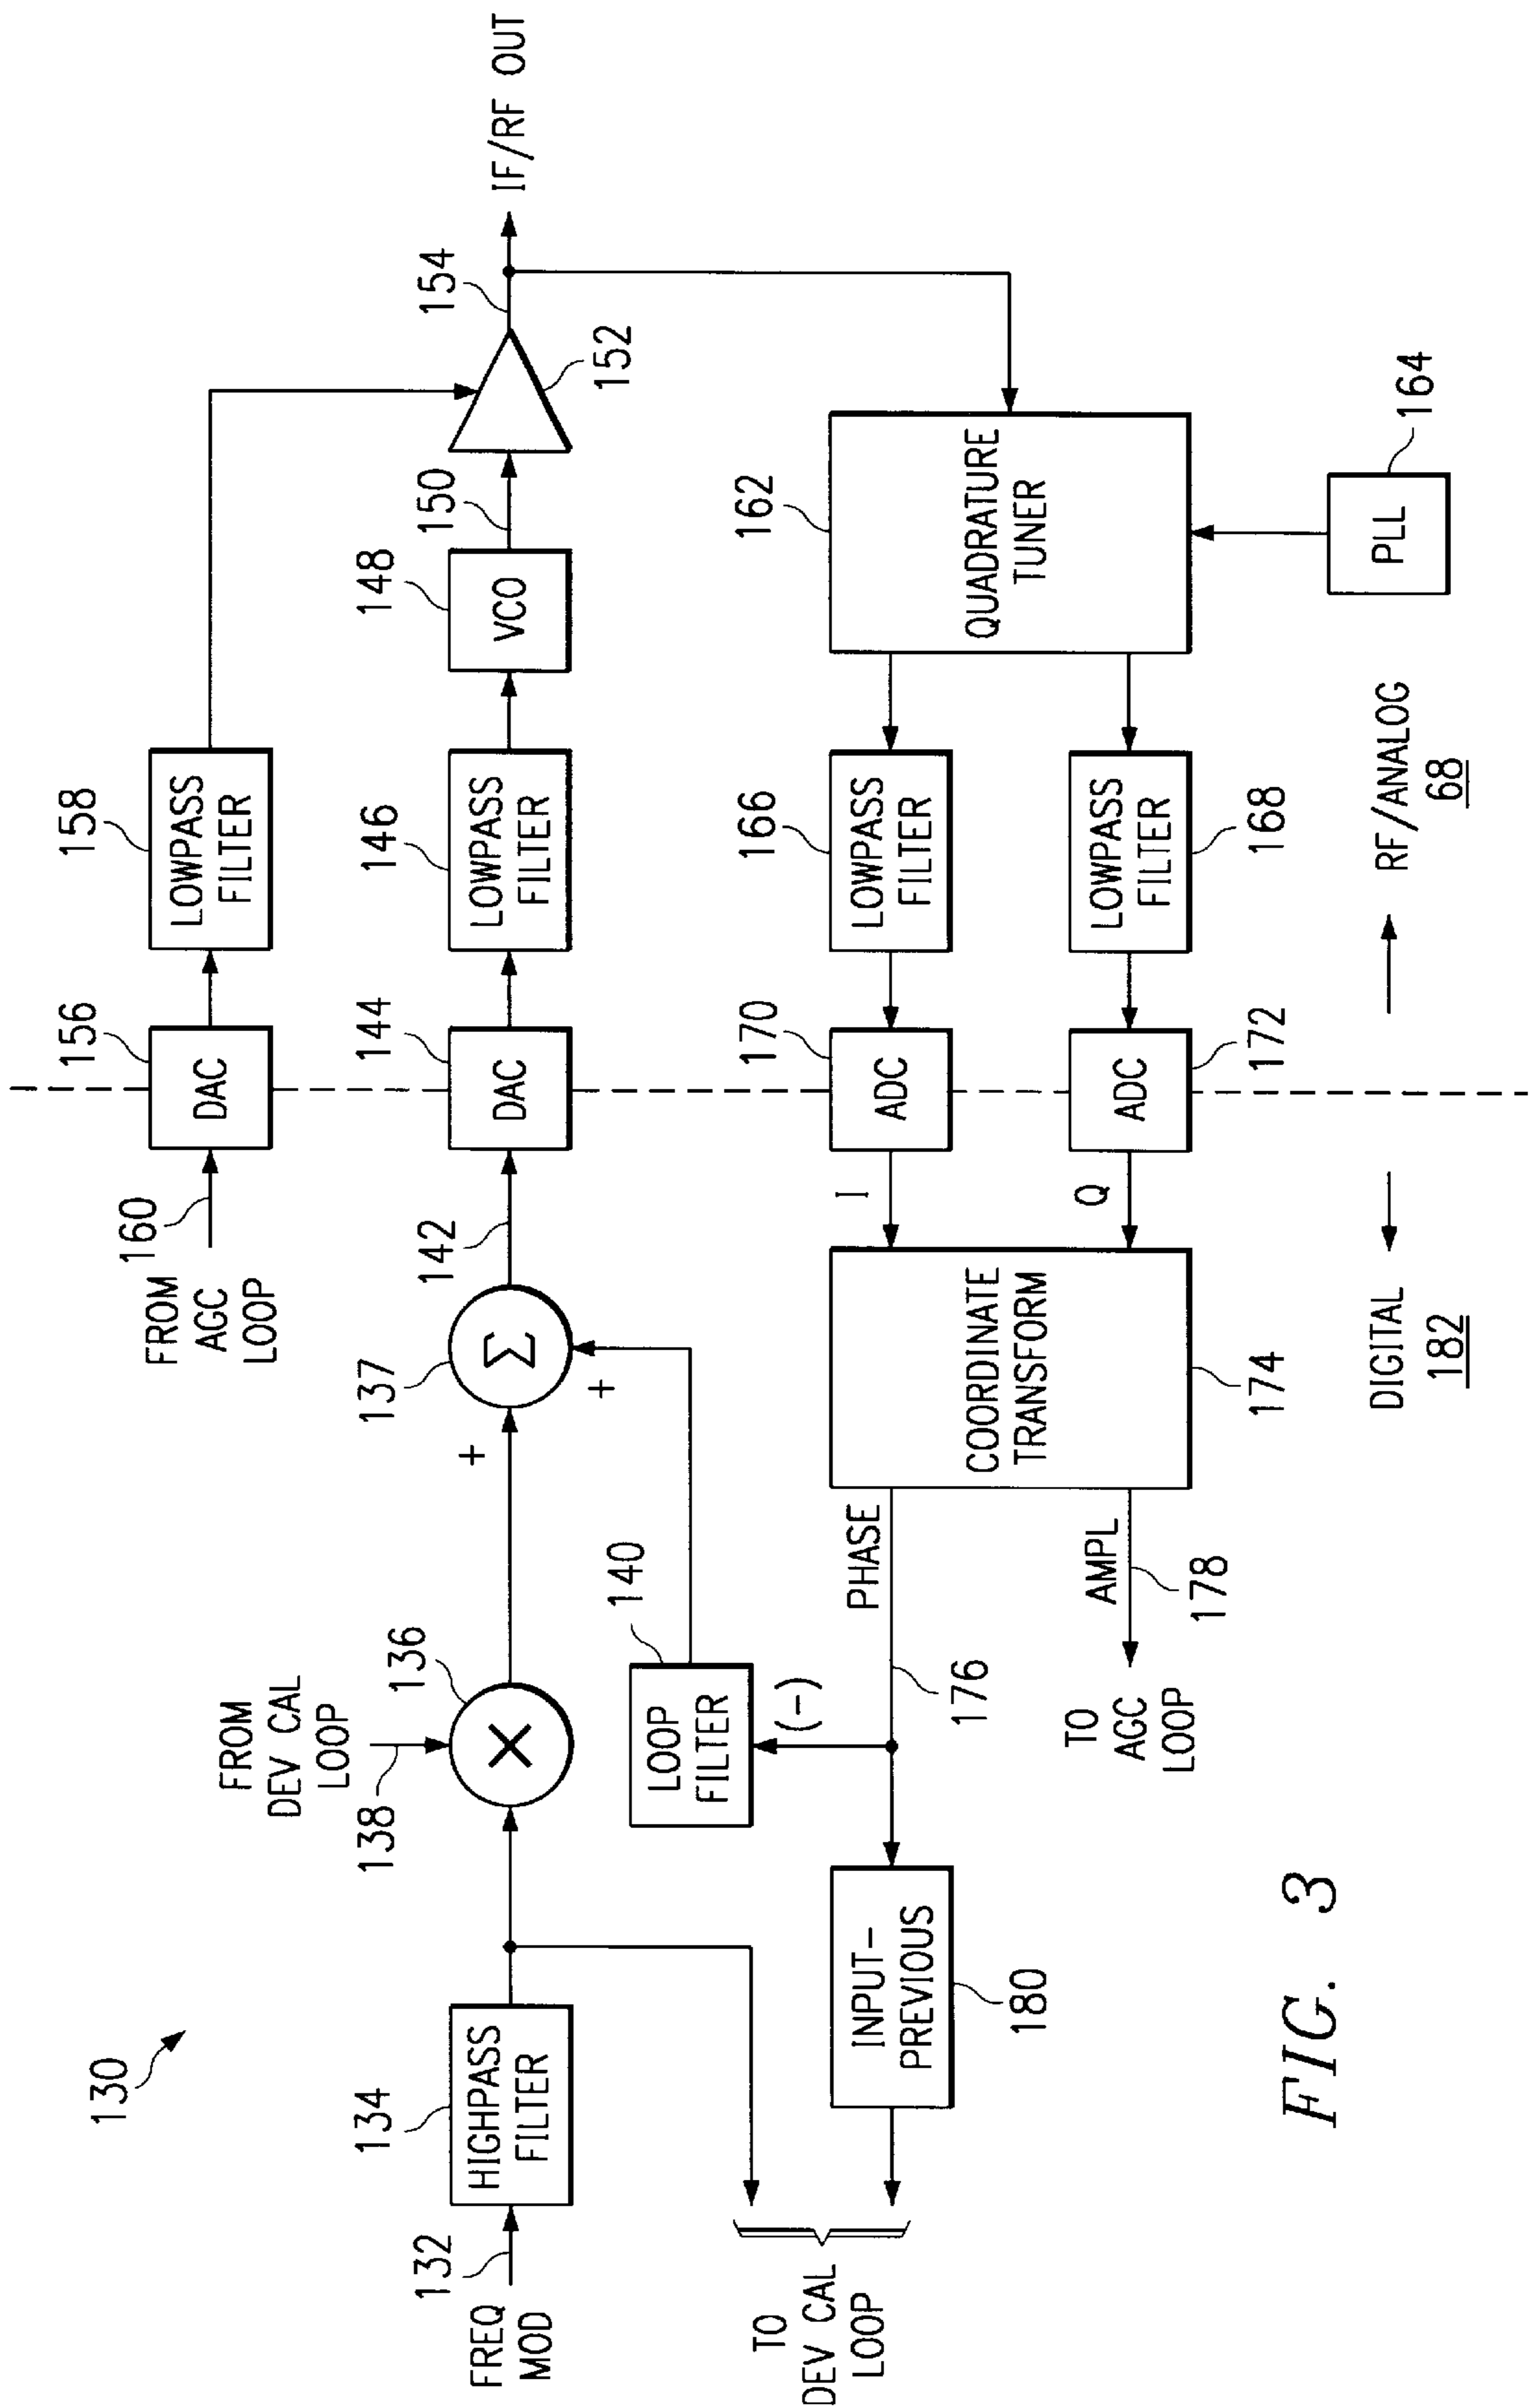 130
FROM
AGC
LOOP
160
156
DAC
158
LOWPASS
FILTER
FREQ
MOD
132
134
HIGHPASS
FILTER
FROM
DEV CAL
LOOP
138
136
×
+
137
Σ
+
142
144
DAC
146
LOWPASS
FILTER
148
VCO
150
152
154
IF/RF OUT
140
LOOP
FILTER
(-)
TO
DEV CAL
LOOP
INPUT-
PREVIOUS
180
176
PHASE
AMPL
178
TO
AGC
LOOP
COORDINATE
TRANSFORM
174
I
Q
170
ADC
ADC
172
166
LOWPASS
FILTER
LOWPASS
FILTER
168
162
QUADRATURE
TUNER
PLL
164
DIGITAL
182
RF/ANALOG
68
FIG. 3